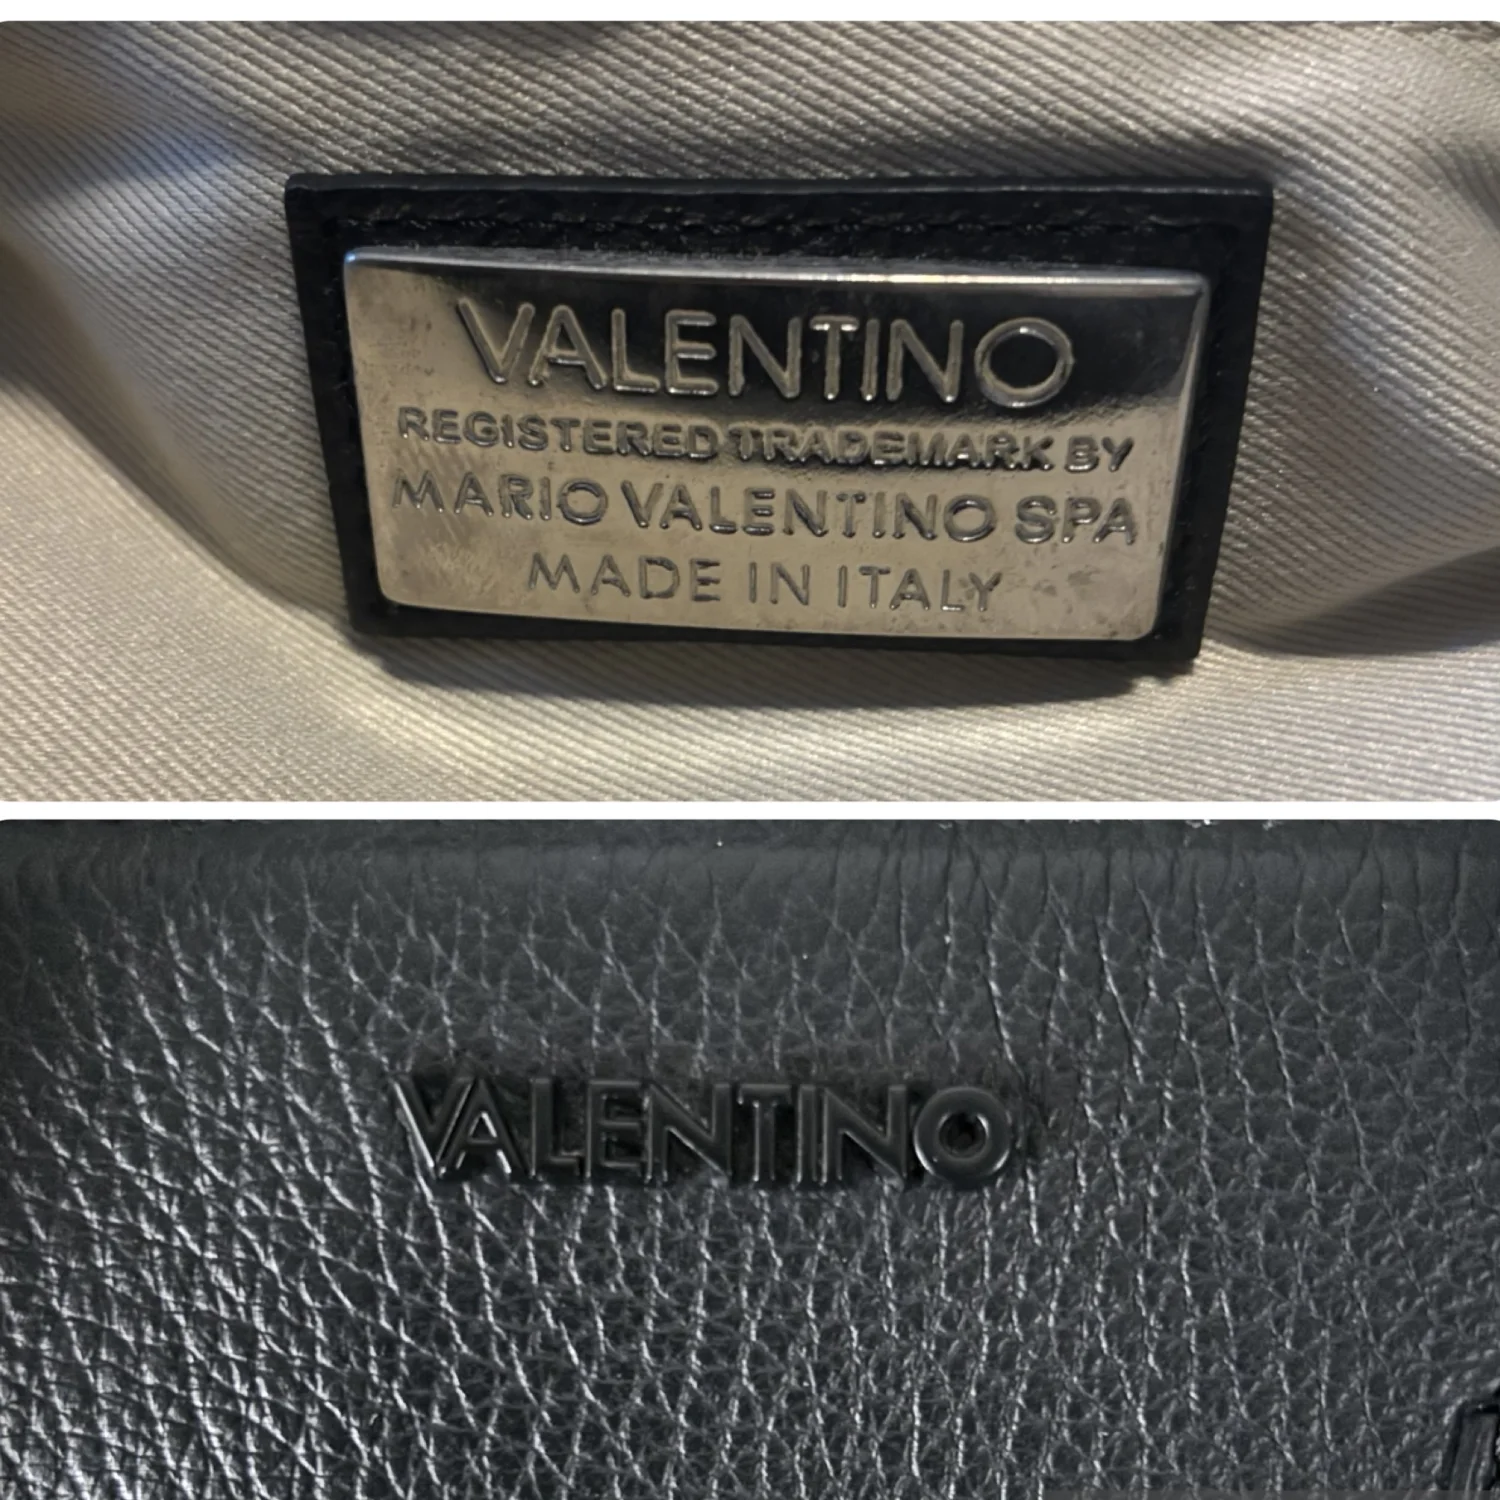 VALENTINO
REGISTERED TRADEMARK BY
MARIO VALENTINO SPA
MADE IN ITALY
VALENTINO